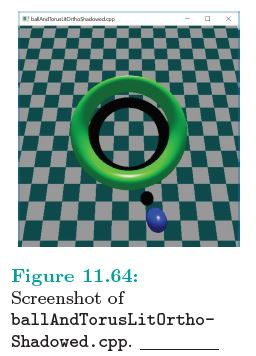 ballAndTorusLitOrthoShadowed.cpp
Figure 11.64:
Screenshot of
ballAndTorusLitOrtho-
Shadowed.cpp.